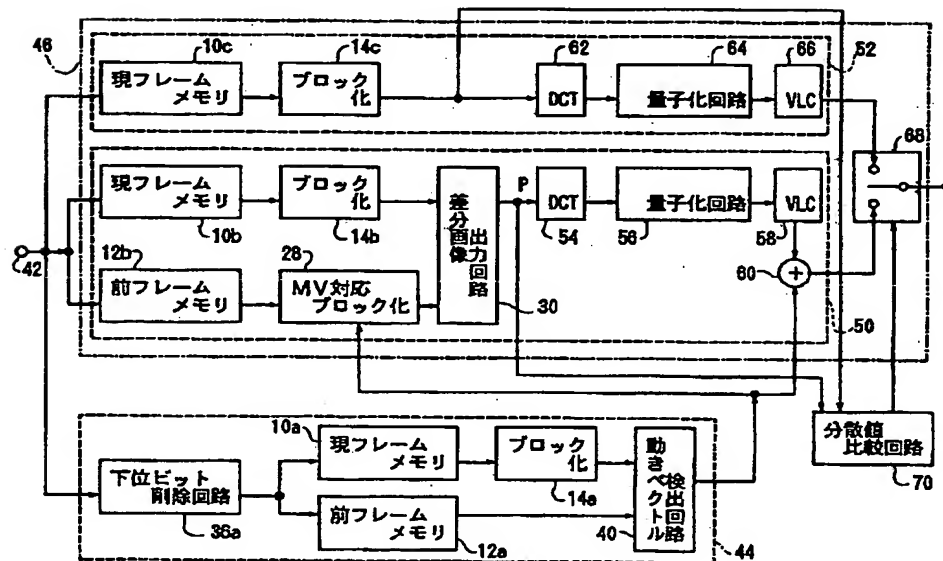 46
10c
14c
62
64
66
52
現フレーム
メモリ
ブロック
化
DCT
量子化回路
VLC
68
現フレーム
メモリ
ブロック
化
差分画像
出力回路
P
DCT
量子化回路
VLC
10b
14b
54
56
58
42
12b
28
60
+
前フレーム
メモリ
MV対応
ブロック化
30
50
10a
現フレーム
メモリ
ブロック
化
動きベクトル
検出回路
分散値
比較回路
下位ビット
削除回路
14a
70
前フレーム
メモリ
36a
12a
40
44